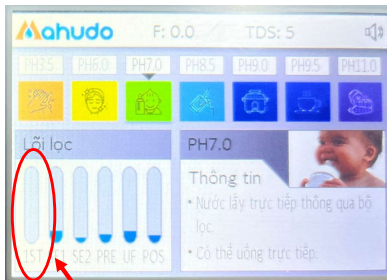 Mahudo F: 0.0 TDS: 5
PH3.5 PH6.0 PH7.0 PH8.5 PH9.0 PH9.5 PH11.0
Lõi lọc
PH7.0
Thông tin
• Nước lấy trực tiếp thông qua bộ
lọc.
• Có thể uống trực tiếp.
1ST SE1 SE2 PRE UF POS